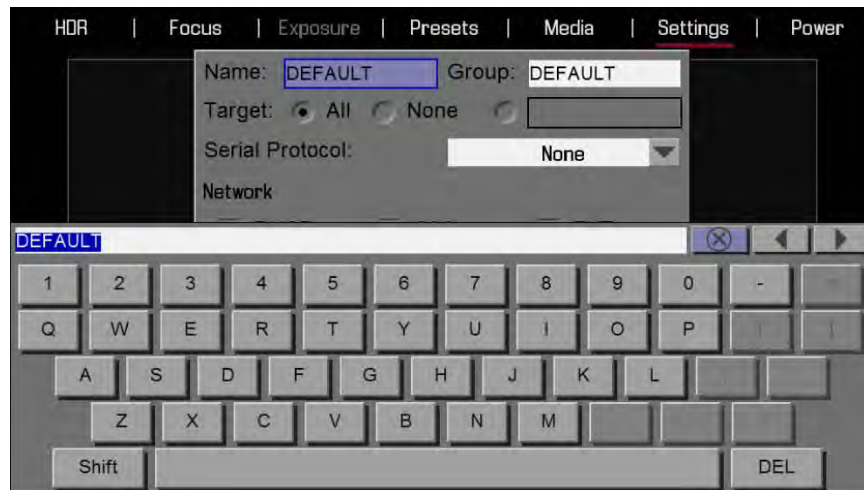 HDR | Focus | Exposure | Presets | Media | Settings | Power
Name: DEFAULT Group: DEFAULT
Target: All None
Serial Protocol: None
Network
DEFAULT
1 2 3 4 5 6 7 8 9 0 -
Q W E R T Y U I O P
A S D F G H J K L
Z X C V B N M
Shift DEL